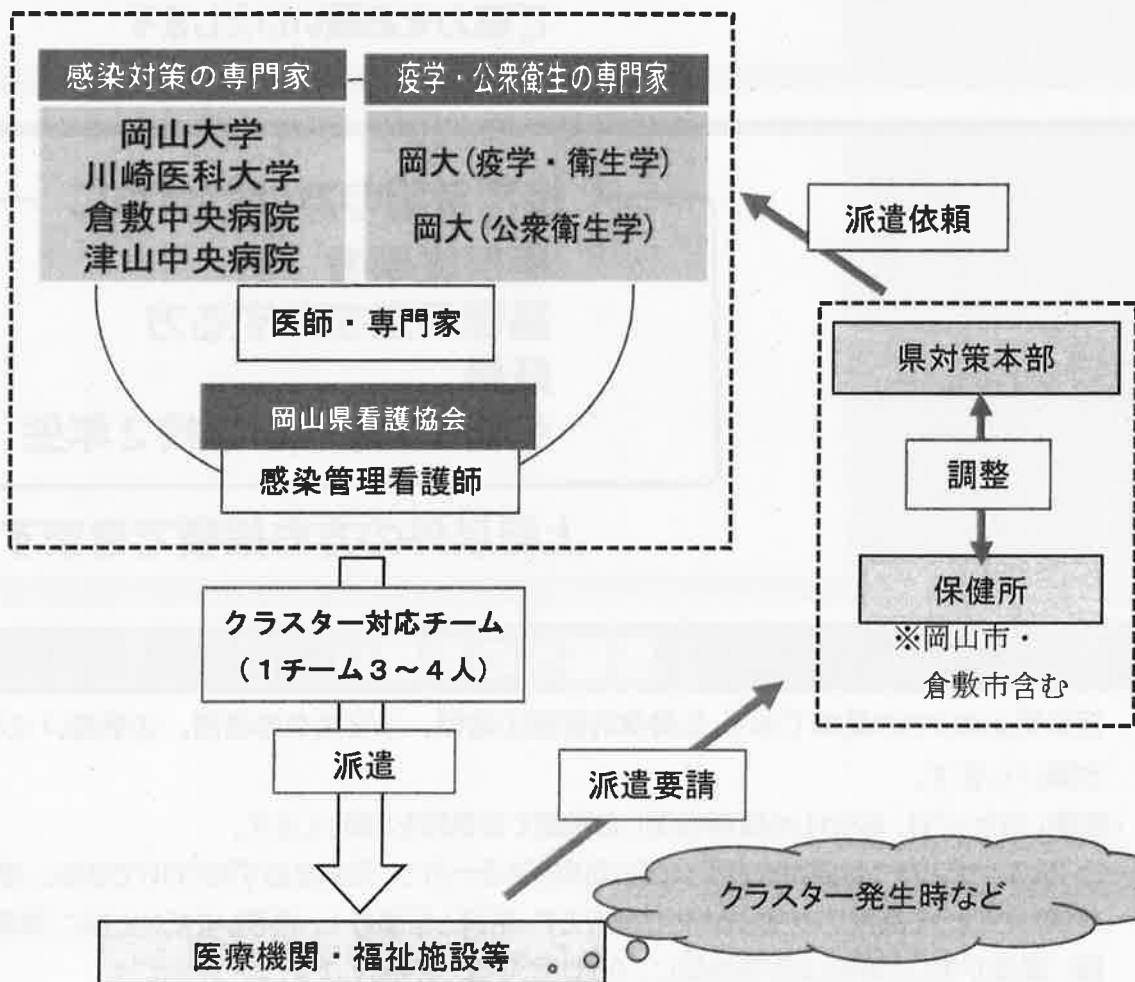 感染対策の専門家
疫学・公衆衛生の専門家
岡山大学
川崎医科大学
倉敷中央病院
津山中央病院
岡大(疫学・衛生学)
岡大(公衆衛生学)
医師・専門家
岡山県看護協会
感染管理看護師
派遣依頼
県対策本部
調整
保健所
※岡山市・
倉敷市含む
クラスター対応チーム
(1チーム3～4人)
派遣
派遣要請
クラスター発生時など
医療機関・福祉施設等